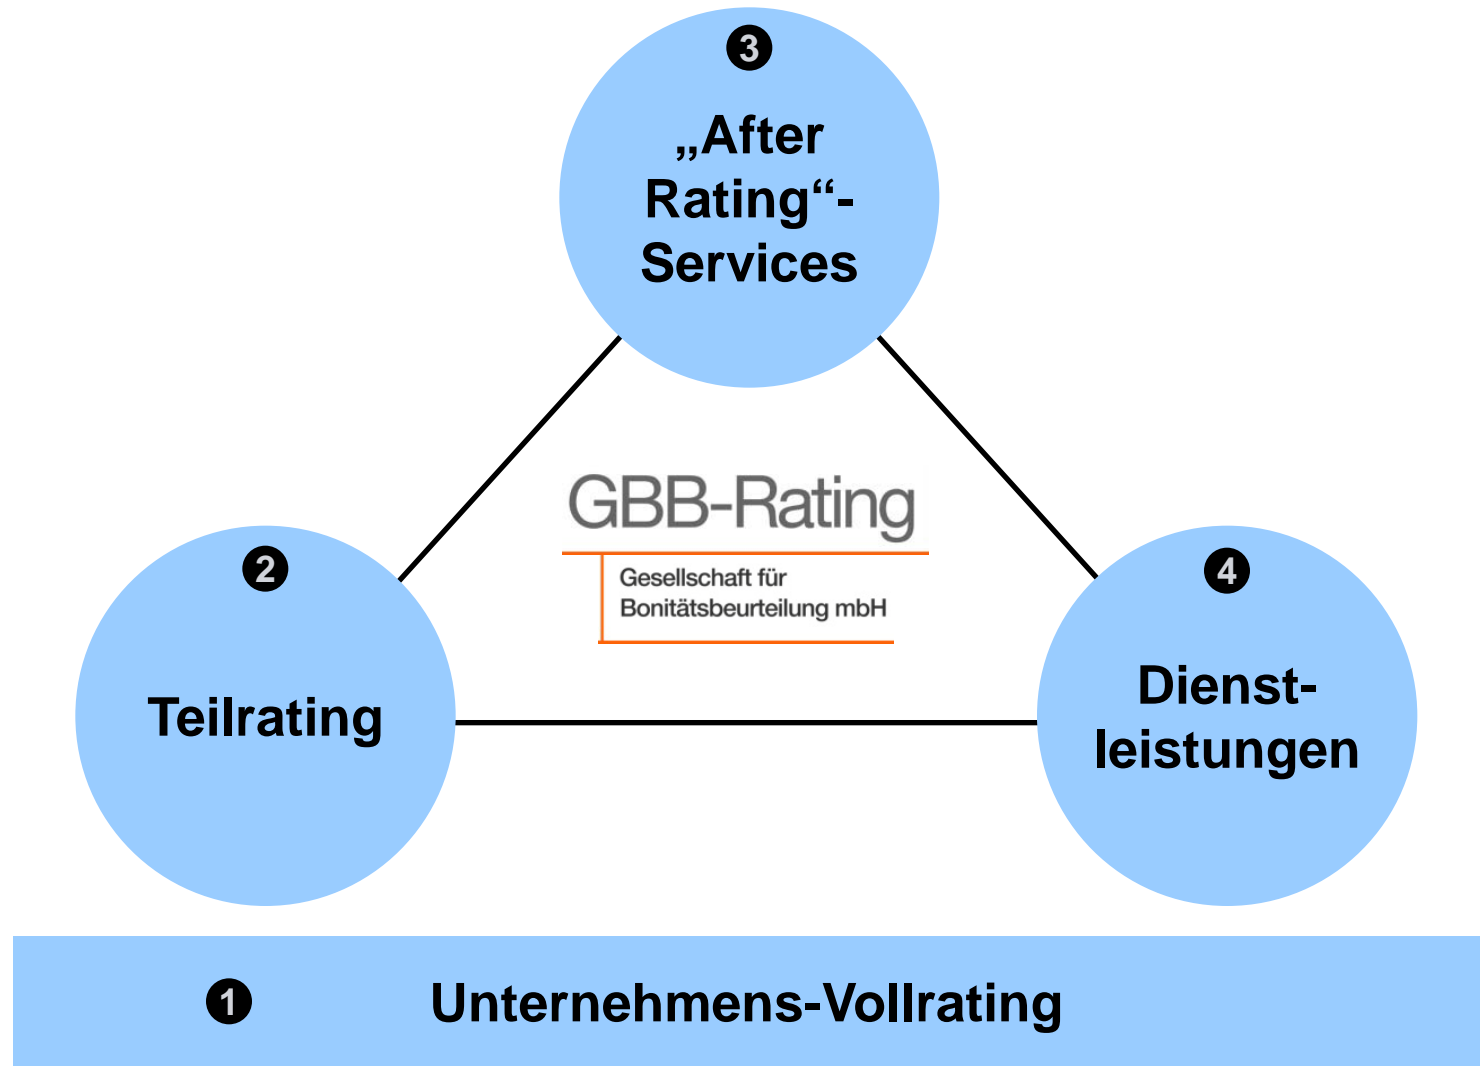 3
„After
Rating“-
Services
GBB-Rating
Gesellschaft für
Bonitätsbeurteilung mbH
2
Teilrating
4
Dienst-
leistungen
1 Unternehmens-Vollrating